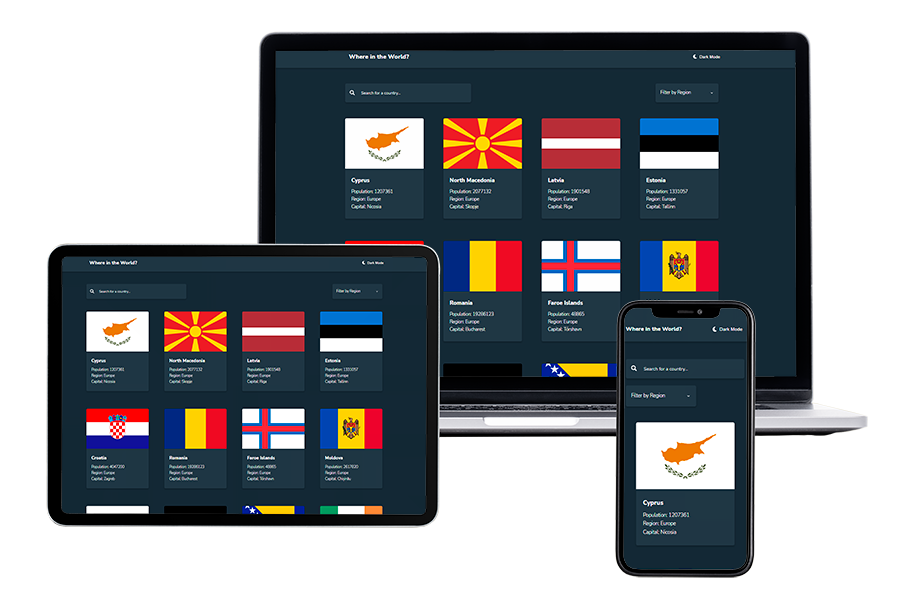 Where in the World?
Dark Mode
Search for a country...
Filter by Region
Cyprus
Population: 1207361
Region: Europe
Capital: Nicosia
North Macedonia
Population: 2077132
Region: Europe
Capital: Skopje
Latvia
Population: 1901548
Region: Europe
Capital: Riga
Estonia
Population: 1331057
Region: Europe
Capital: Tallinn
Romania
Population: 19286123
Region: Europe
Capital: Bucharest
Faroe Islands
Population: 48865
Region: Europe
Capital: Tórshavn
Where in the World?
Dark Mode
Search for a country...
Filter by Region
Cyprus
Population: 1207361
Region: Europe
Capital: Nicosia
North Macedonia
Population: 2077132
Region: Europe
Capital: Skopje
Latvia
Population: 1901548
Region: Europe
Capital: Riga
Estonia
Population: 1331057
Region: Europe
Capital: Tallinn
Croatia
Population: 4047200
Region: Europe
Capital: Zagreb
Romania
Population: 19286123
Region: Europe
Capital: Bucharest
Faroe Islands
Population: 48865
Region: Europe
Capital: Tórshavn
Moldova
Population: 2617820
Region: Europe
Capital: Chișinău
Where in the World?
Dark Mode
Search for a country...
Filter by Region
Cyprus
Population: 1207361
Region: Europe
Capital: Nicosia